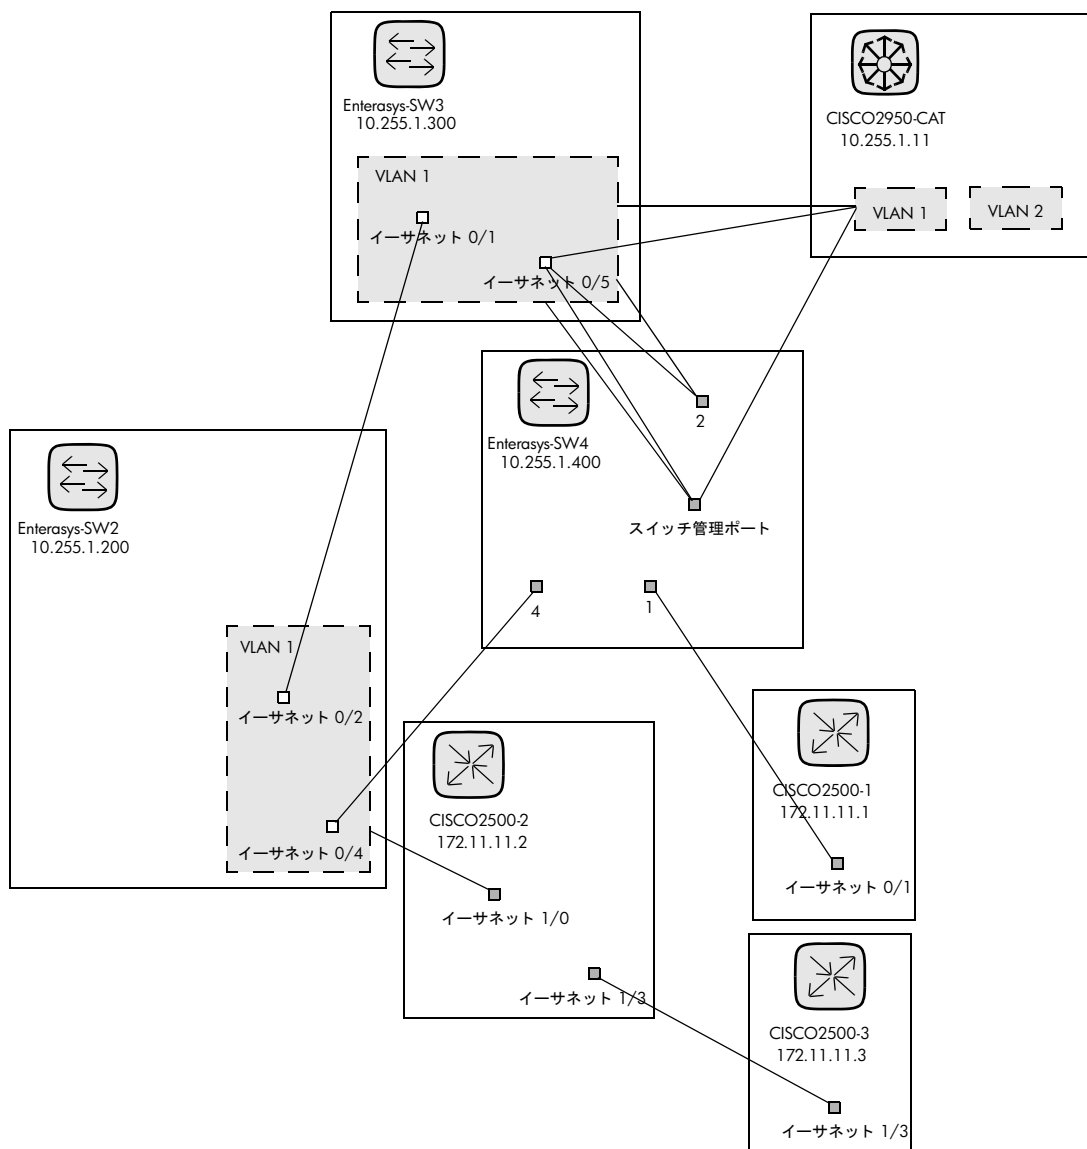 Enterasys-SW3
10.255.1.300
VLAN 1
イーサネット 0/1
イーサネット 0/5
CISCO2950-CAT
10.255.1.11
VLAN 1
VLAN 2
Enterasys-SW4
10.255.1.400
2
スイッチ管理ポート
4
1
Enterasys-SW2
10.255.1.200
VLAN 1
イーサネット 0/2
イーサネット 0/4
CISCO2500-2
172.11.11.2
イーサネット 1/0
イーサネット 1/3
CISCO2500-1
172.11.11.1
イーサネット 0/1
CISCO2500-3
172.11.11.3
イーサネット 1/3